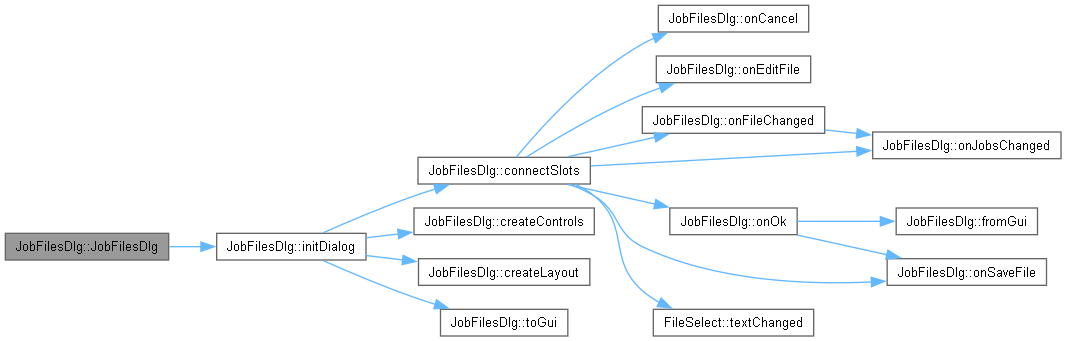 JobFilesDlg::JobFilesDlg
JobFilesDlg::initDialog
JobFilesDlg::connectSlots
JobFilesDlg::createControls
JobFilesDlg::createLayout
JobFilesDlg::toGui
JobFilesDlg::onCancel
JobFilesDlg::onEditFile
JobFilesDlg::onFileChanged
JobFilesDlg::onJobsChanged
JobFilesDlg::onOk
JobFilesDlg::fromGui
JobFilesDlg::onSaveFile
FileSelect::textChanged